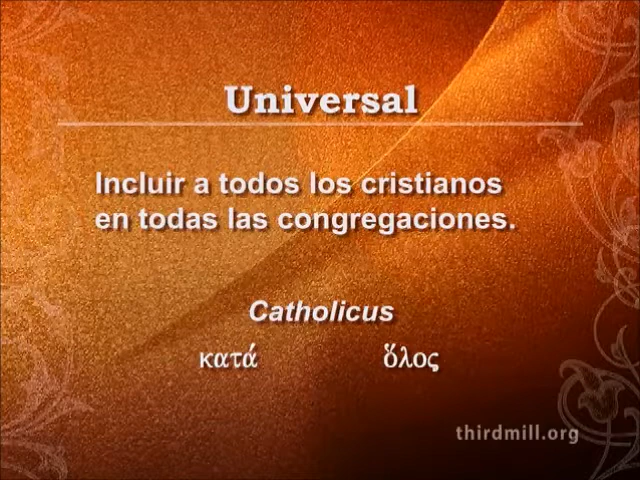 Universal
Incluir a todos los cristianos
en todas las congregaciones.
Catholicus
κατά ὅλος
thirdmill.org